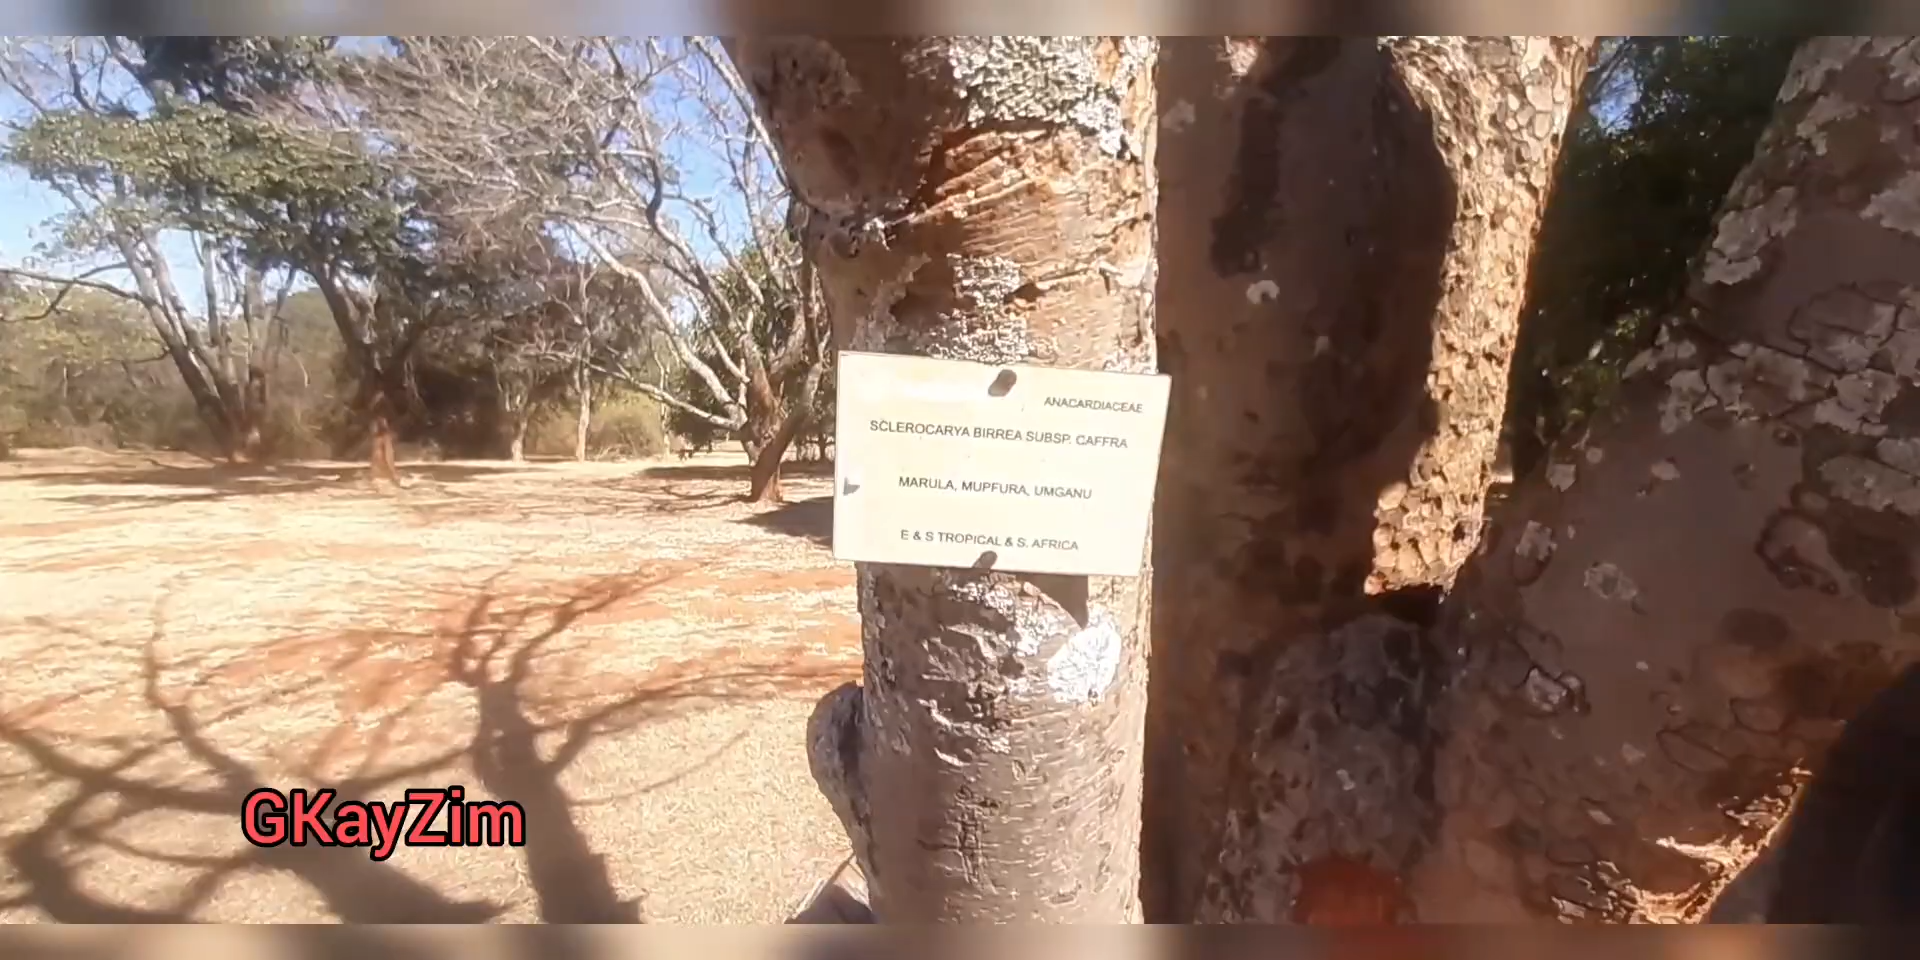 ANACARDIACEAE
SCLEROCARYA BIRREA SUBSP. CAFFRA
MARULA, MUPFURA, UMGANU
E & S TROPICAL & S. AFRICA
GKayZim